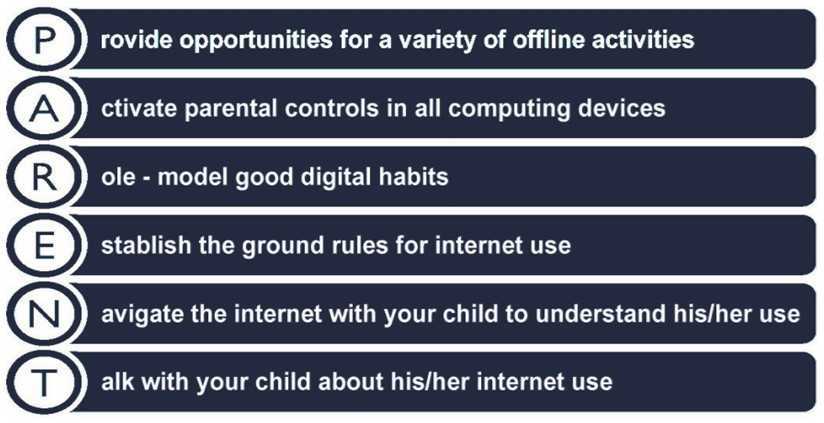 P rovide opportunities for a variety of offline activities
A ctivate parental controls in all computing devices
R ole - model good digital habits
E stablish the ground rules for internet use
N avigate the internet with your child to understand his/her use
T alk with your child about his/her internet use